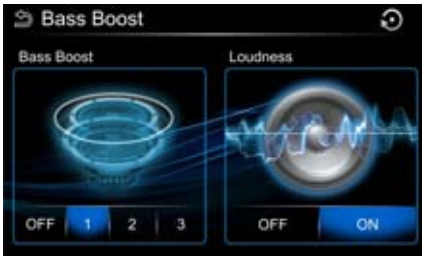 Bass Boost
Bass Boost
Loudness
OFF 1 2 3
OFF ON